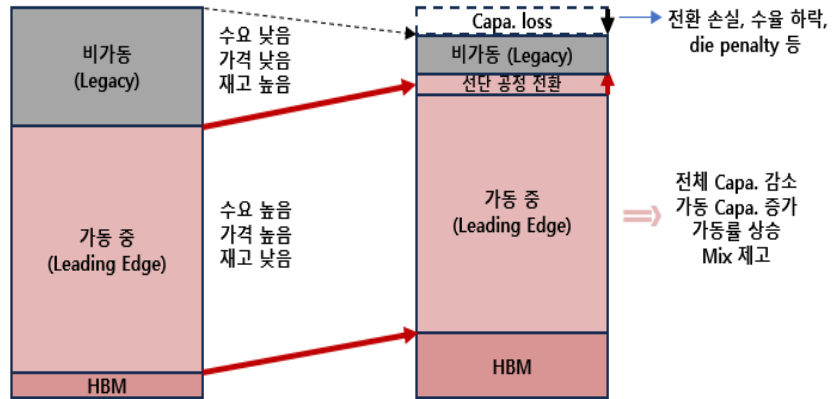 비가동
(Legacy)
가동 중
(Leading Edge)
HBM
수요 낮음
가격 낮음
재고 높음
수요 높음
가격 높음
재고 낮음
Capa. loss
비가동 (Legacy)
선단 공정 전환
가동 중
(Leading Edge)
HBM
전환 손실, 수율 하락,
die penalty 등
전체 Capa. 감소
가동 Capa. 증가
가동률 상승
Mix 제고